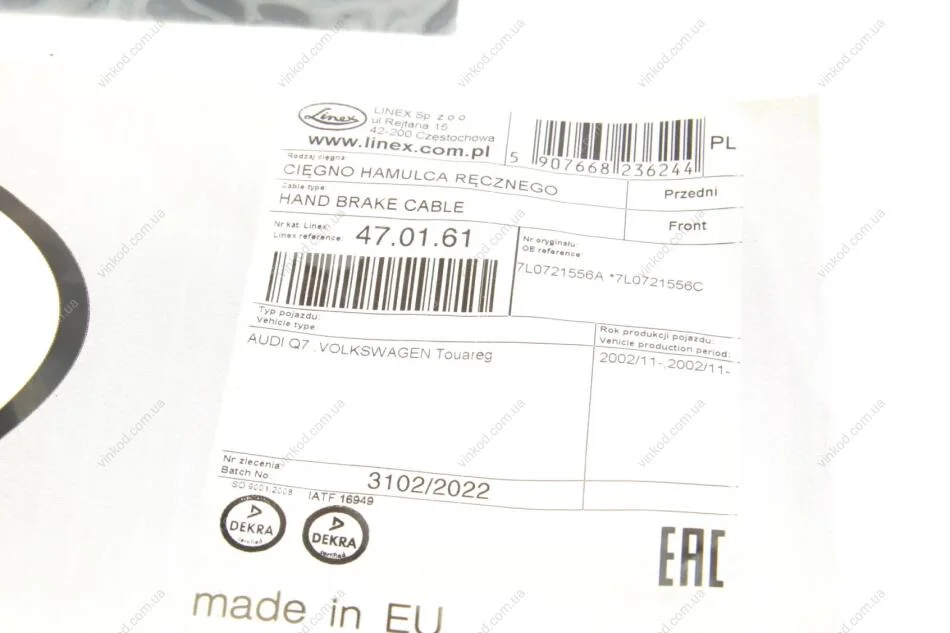 Linex
LINEX Sp. z o.o
ul Rejtana 15
42-200 Częstochowa
www.linex.com.pl
5 907668 236244
PL
Rodzaj cięgna:
CIĘGNO HAMULCA RĘCZNEGO
Przedni
Cable type:
HAND BRAKE CABLE
Front
Nr kat. Linex:
Linex reference:
47.01.61
Nr oryginału:
OE reference:
7L0721556A *7L0721556C
Typ pojazdu:
Vehicle type:
AUDI Q7 , VOLKSWAGEN Touareg
Rok produkcji pojazdu:
Vehicle production period:
2002/11-,2002/11-
Nr zlecenia:
Batch No:
3102/2022
ISO 9001:2008
IATF 16949
DEKRA
certified
DEKRA
certified
EAC
made in EU
vinkod.com.ua